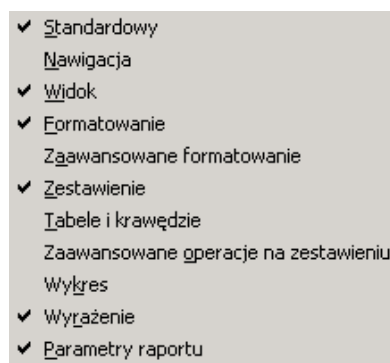 Standardowy
Nawigacja
Widok
Formatowanie
Zaawansowane formatowanie
Zestawienie
Tabele i krawędzie
Zaawansowane operacje na zestawieniu
Wykres
Wyrażenie
Parametry raportu